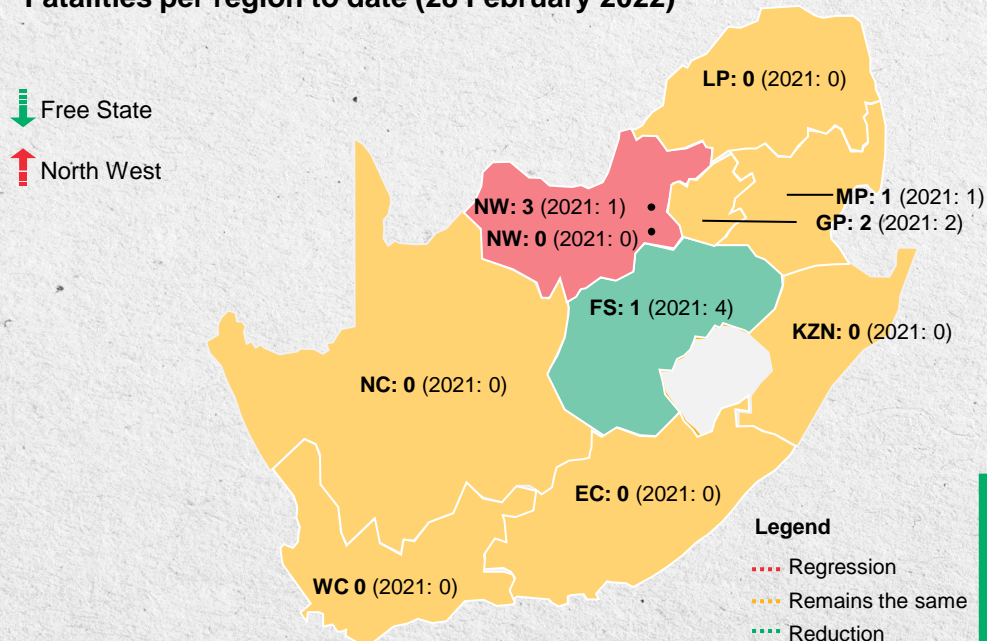 Fatalities per region to date (28 February 2022)
Free State
North West
LP: 0 (2021: 0)
NW: 3 (2021: 1)
MP: 1 (2021: 1)
GP: 2 (2021: 2)
NW: 0 (2021: 0)
FS: 1 (2021: 4)
KZN: 0 (2021: 0)
NC: 0 (2021: 0)
EC: 0 (2021: 0)
WC 0 (2021: 0)
Legend
Regression
Remains the same
Reduction